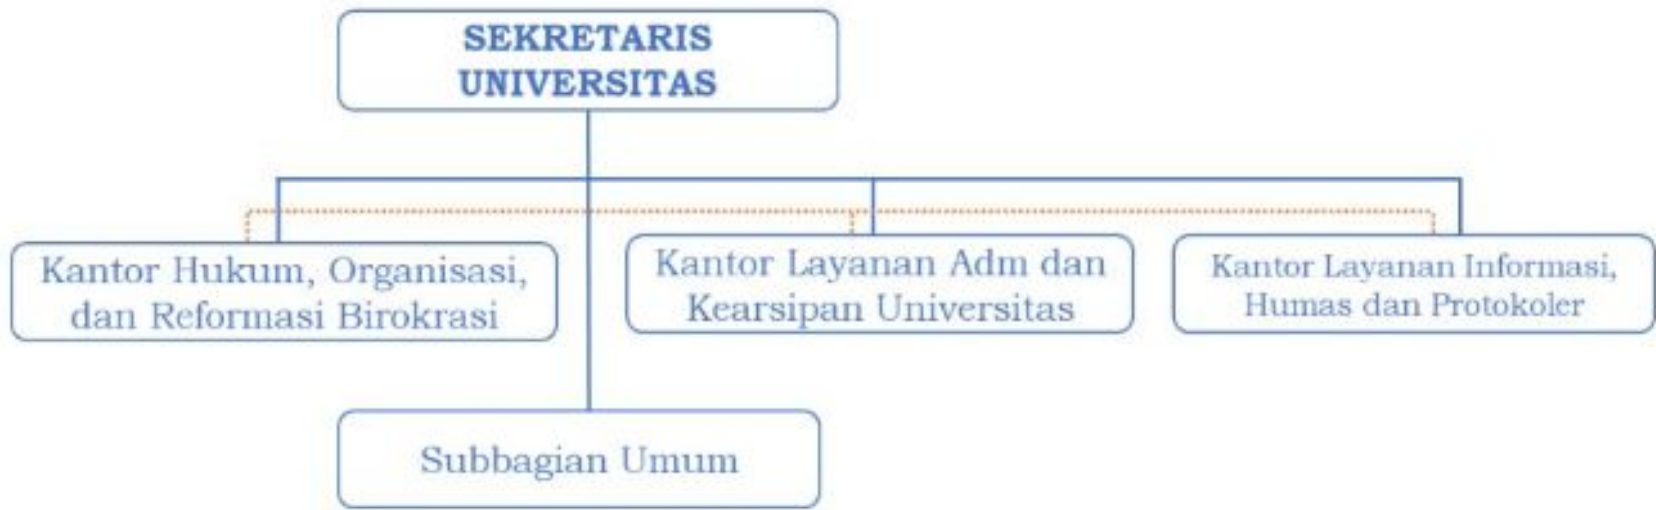 SEKRETARIS
UNIVERSITAS
Kantor Hukum, Organisasi,
dan Reformasi Birokrasi
Kantor Layanan Adm dan
Kearsipan Universitas
Kantor Layanan Informasi,
Humas dan Protokoler
Subbagian Umum